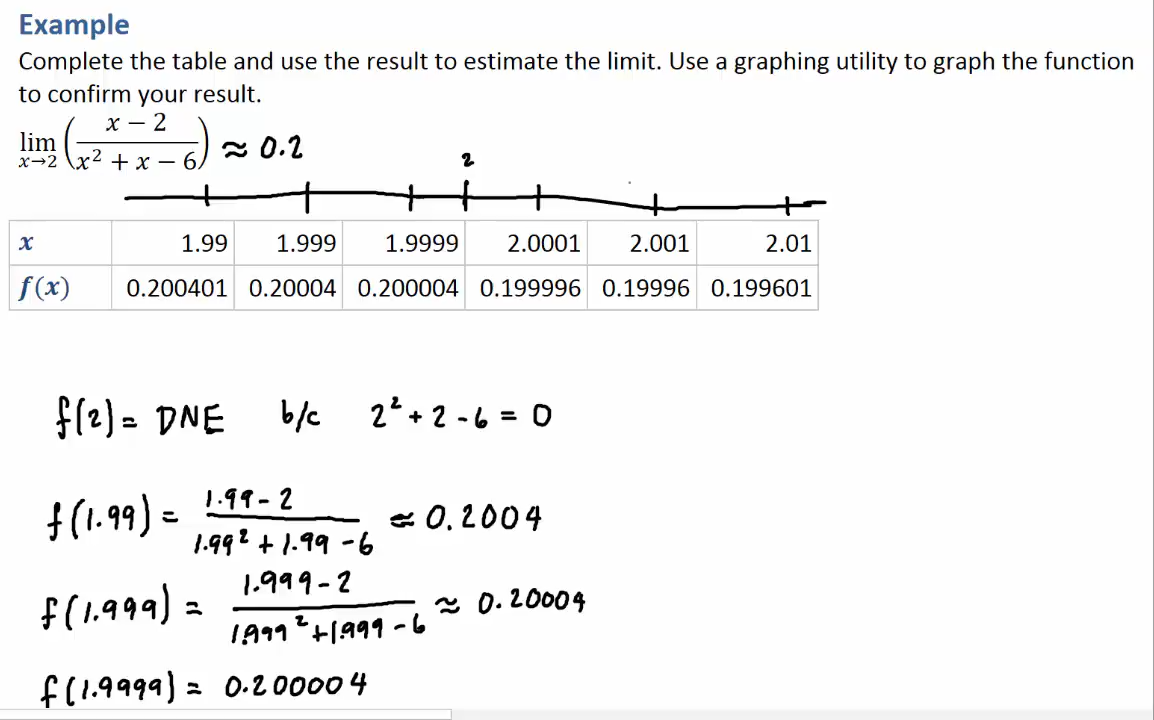 Example
Complete the table and use the result to estimate the limit. Use a graphing utility to graph the function
to confirm your result.
lim x→2 ( x − 2 / x² + x − 6 ) ≈ 0.2
2
x 1.99 1.999 1.9999 2.0001 2.001 2.01
f(x) 0.200401 0.20004 0.200004 0.199996 0.19996 0.199601
f(2) = DNE b/c 2² + 2 - 6 = 0
f(1.99) = 1.99 - 2 / 1.99² + 1.99 - 6 ≈ 0.2004
f(1.999) = 1.999 - 2 / 1.999² + 1.999 - 6 ≈ 0.20004
f(1.9999) = 0.200004